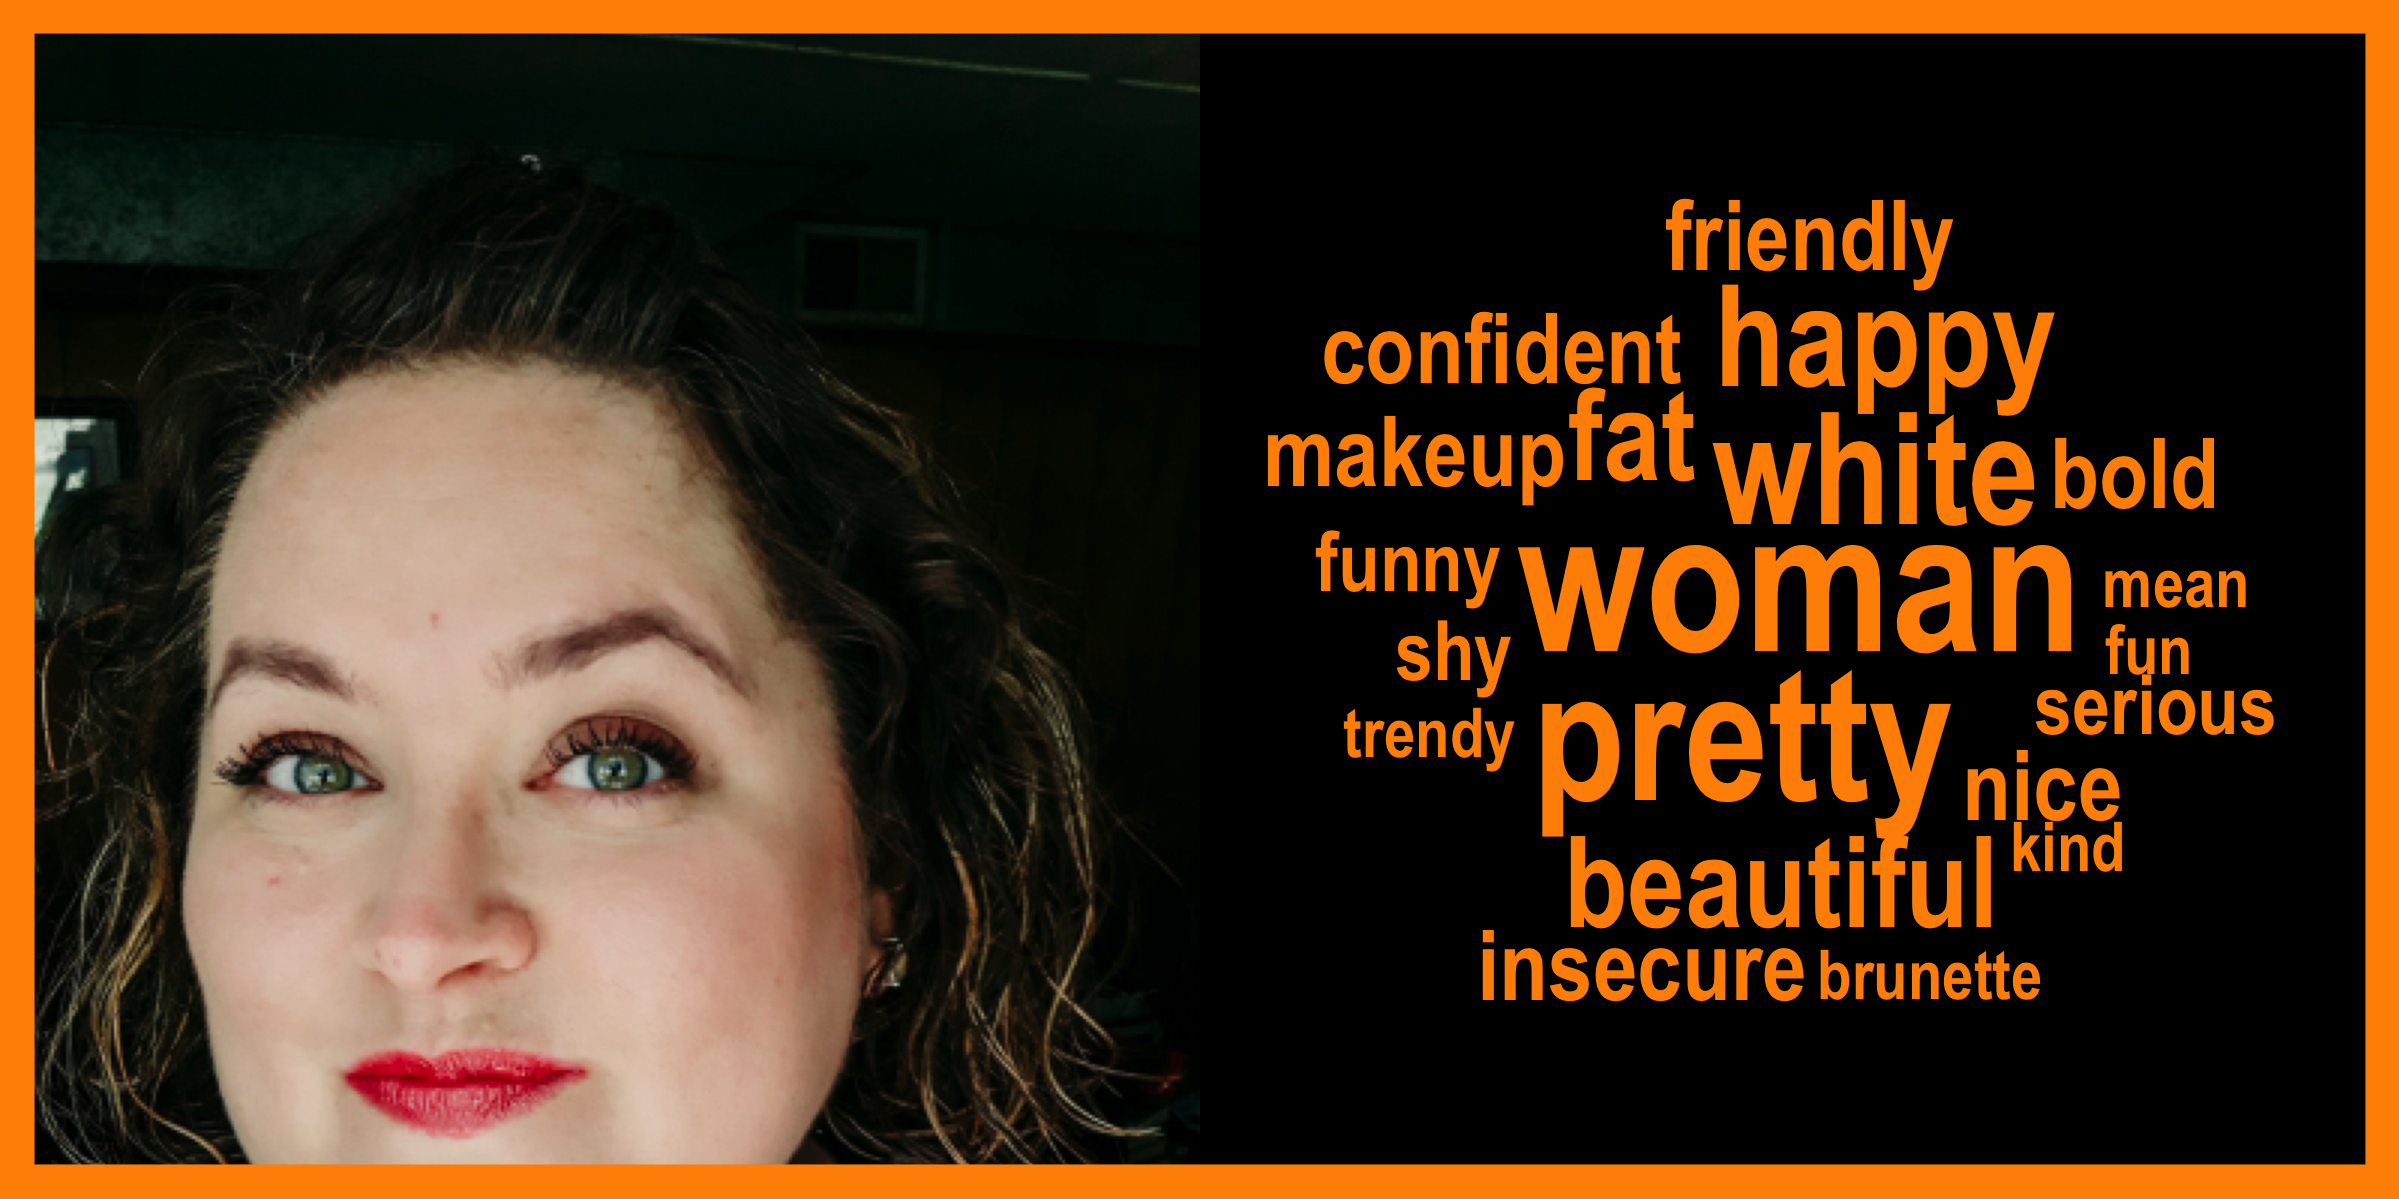 friendly
confident happy
makeup fat white bold
funny woman mean
shy fun
trendy pretty serious
nice
beautiful kind
insecure brunette